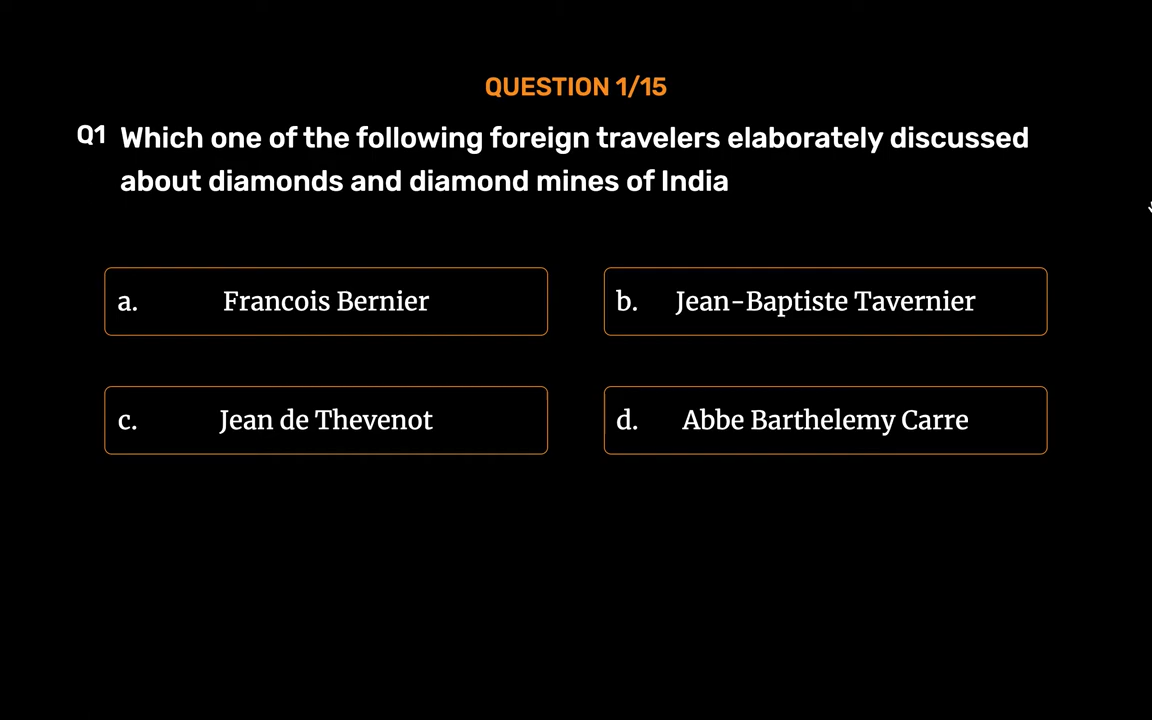 QUESTION 1/15
Q1 Which one of the following foreign travelers elaborately discussed
about diamonds and diamond mines of India
a. Francois Bernier
b. Jean-Baptiste Tavernier
c. Jean de Thevenot
d. Abbe Barthelemy Carre